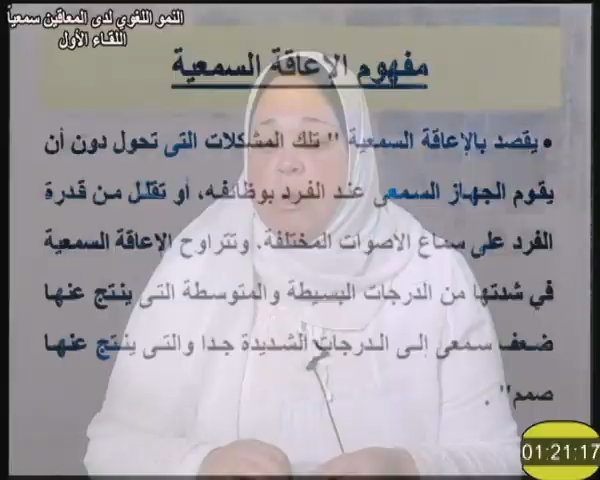 النمو اللغوي لدى المعاقين سمعياً
اللقاء الأول
مفهوم الإعاقة السمعية
• يقصد بالإعاقة السمعية " تلك المشكلات التى تحول دون أن
يقوم الجهاز السمعى عند الفرد بوظائفه، أو تقلل من قدرة
الفرد على سماع الأصوات المختلفة. وتتراوح الإعاقة السمعية
في شدتها من الدرجات البسيطة والمتوسطة التى ينتج عنها
ضعف سمعى إلى الدرجات الشديدة جدا والتى ينتج عنها
صمم" .
01:21:17